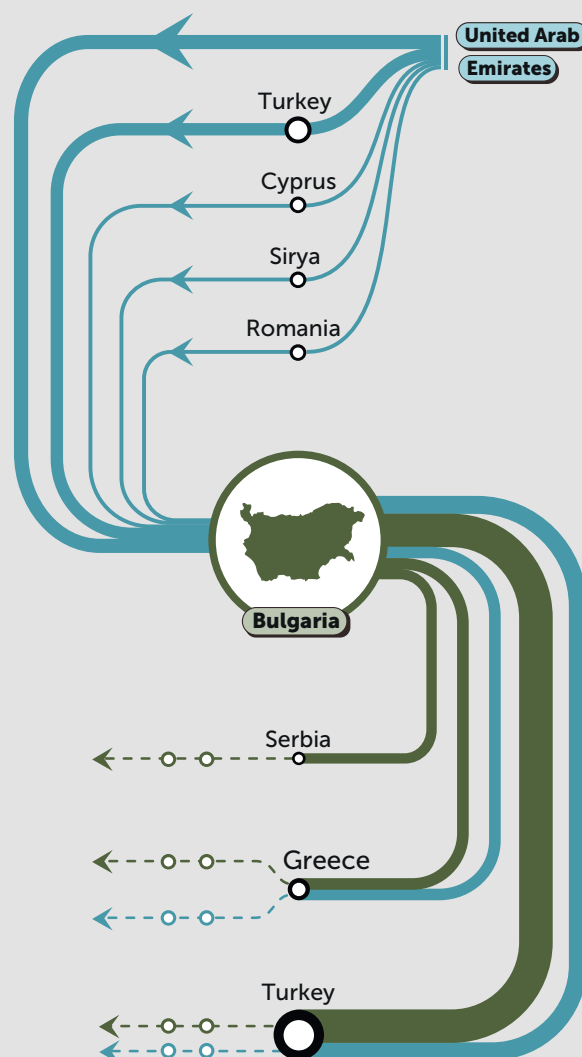 United Arab
Emirates
Turkey
Cyprus
Sirya
Romania
Bulgaria
Serbia
Greece
Turkey